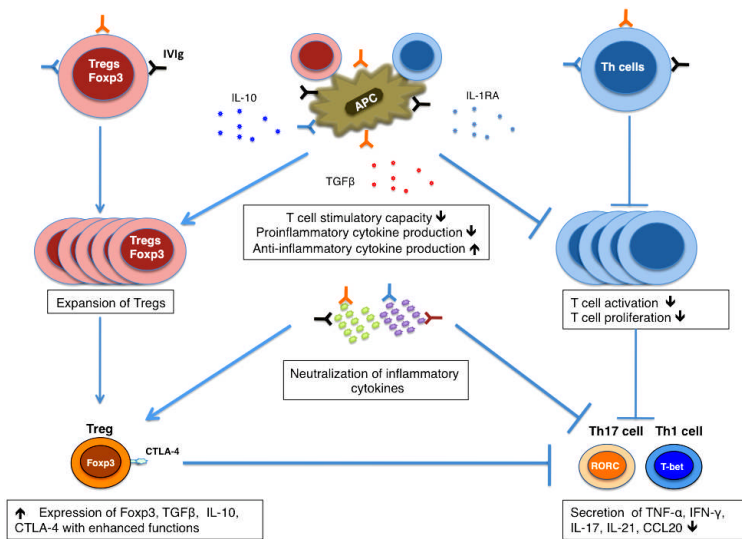 IVIg
Tregs
Foxp3
APC
Th cells
IL-10
IL-1RA
TGFβ
T cell stimulatory capacity ↓
Proinflammatory cytokine production ↓
Anti-inflammatory cytokine production ↑
Tregs
Foxp3
Expansion of Tregs
T cell activation ↓
T cell proliferation ↓
Neutralization of inflammatory
cytokines
Treg
Foxp3
CTLA-4
Th17 cell
Th1 cell
RORC
T-bet
↑ Expression of Foxp3, TGFβ, IL-10,
CTLA-4 with enhanced functions
Secretion of TNF-α, IFN-γ,
IL-17, IL-21, CCL20 ↓